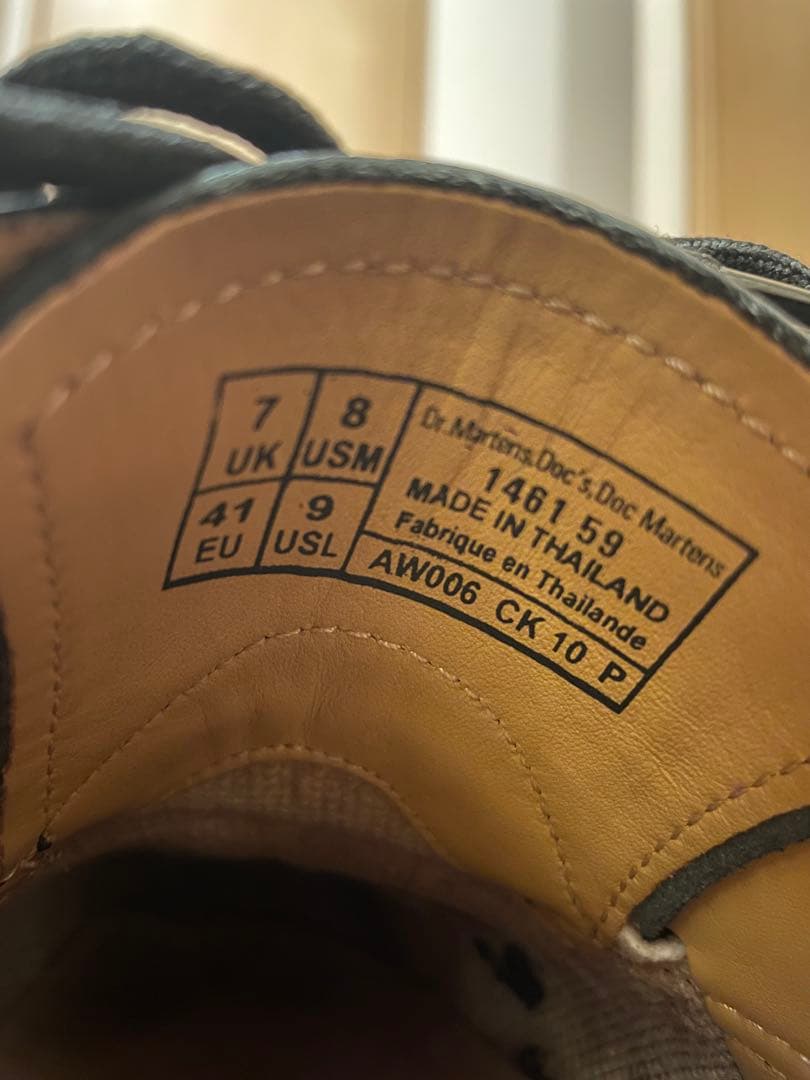 7 UK
8 USM
41 EU
9 USL
Dr.Martens,Doc's,Doc Martens
1461 59
MADE IN THAILAND
Fabrique en Thailande
AW006 CK 10 P